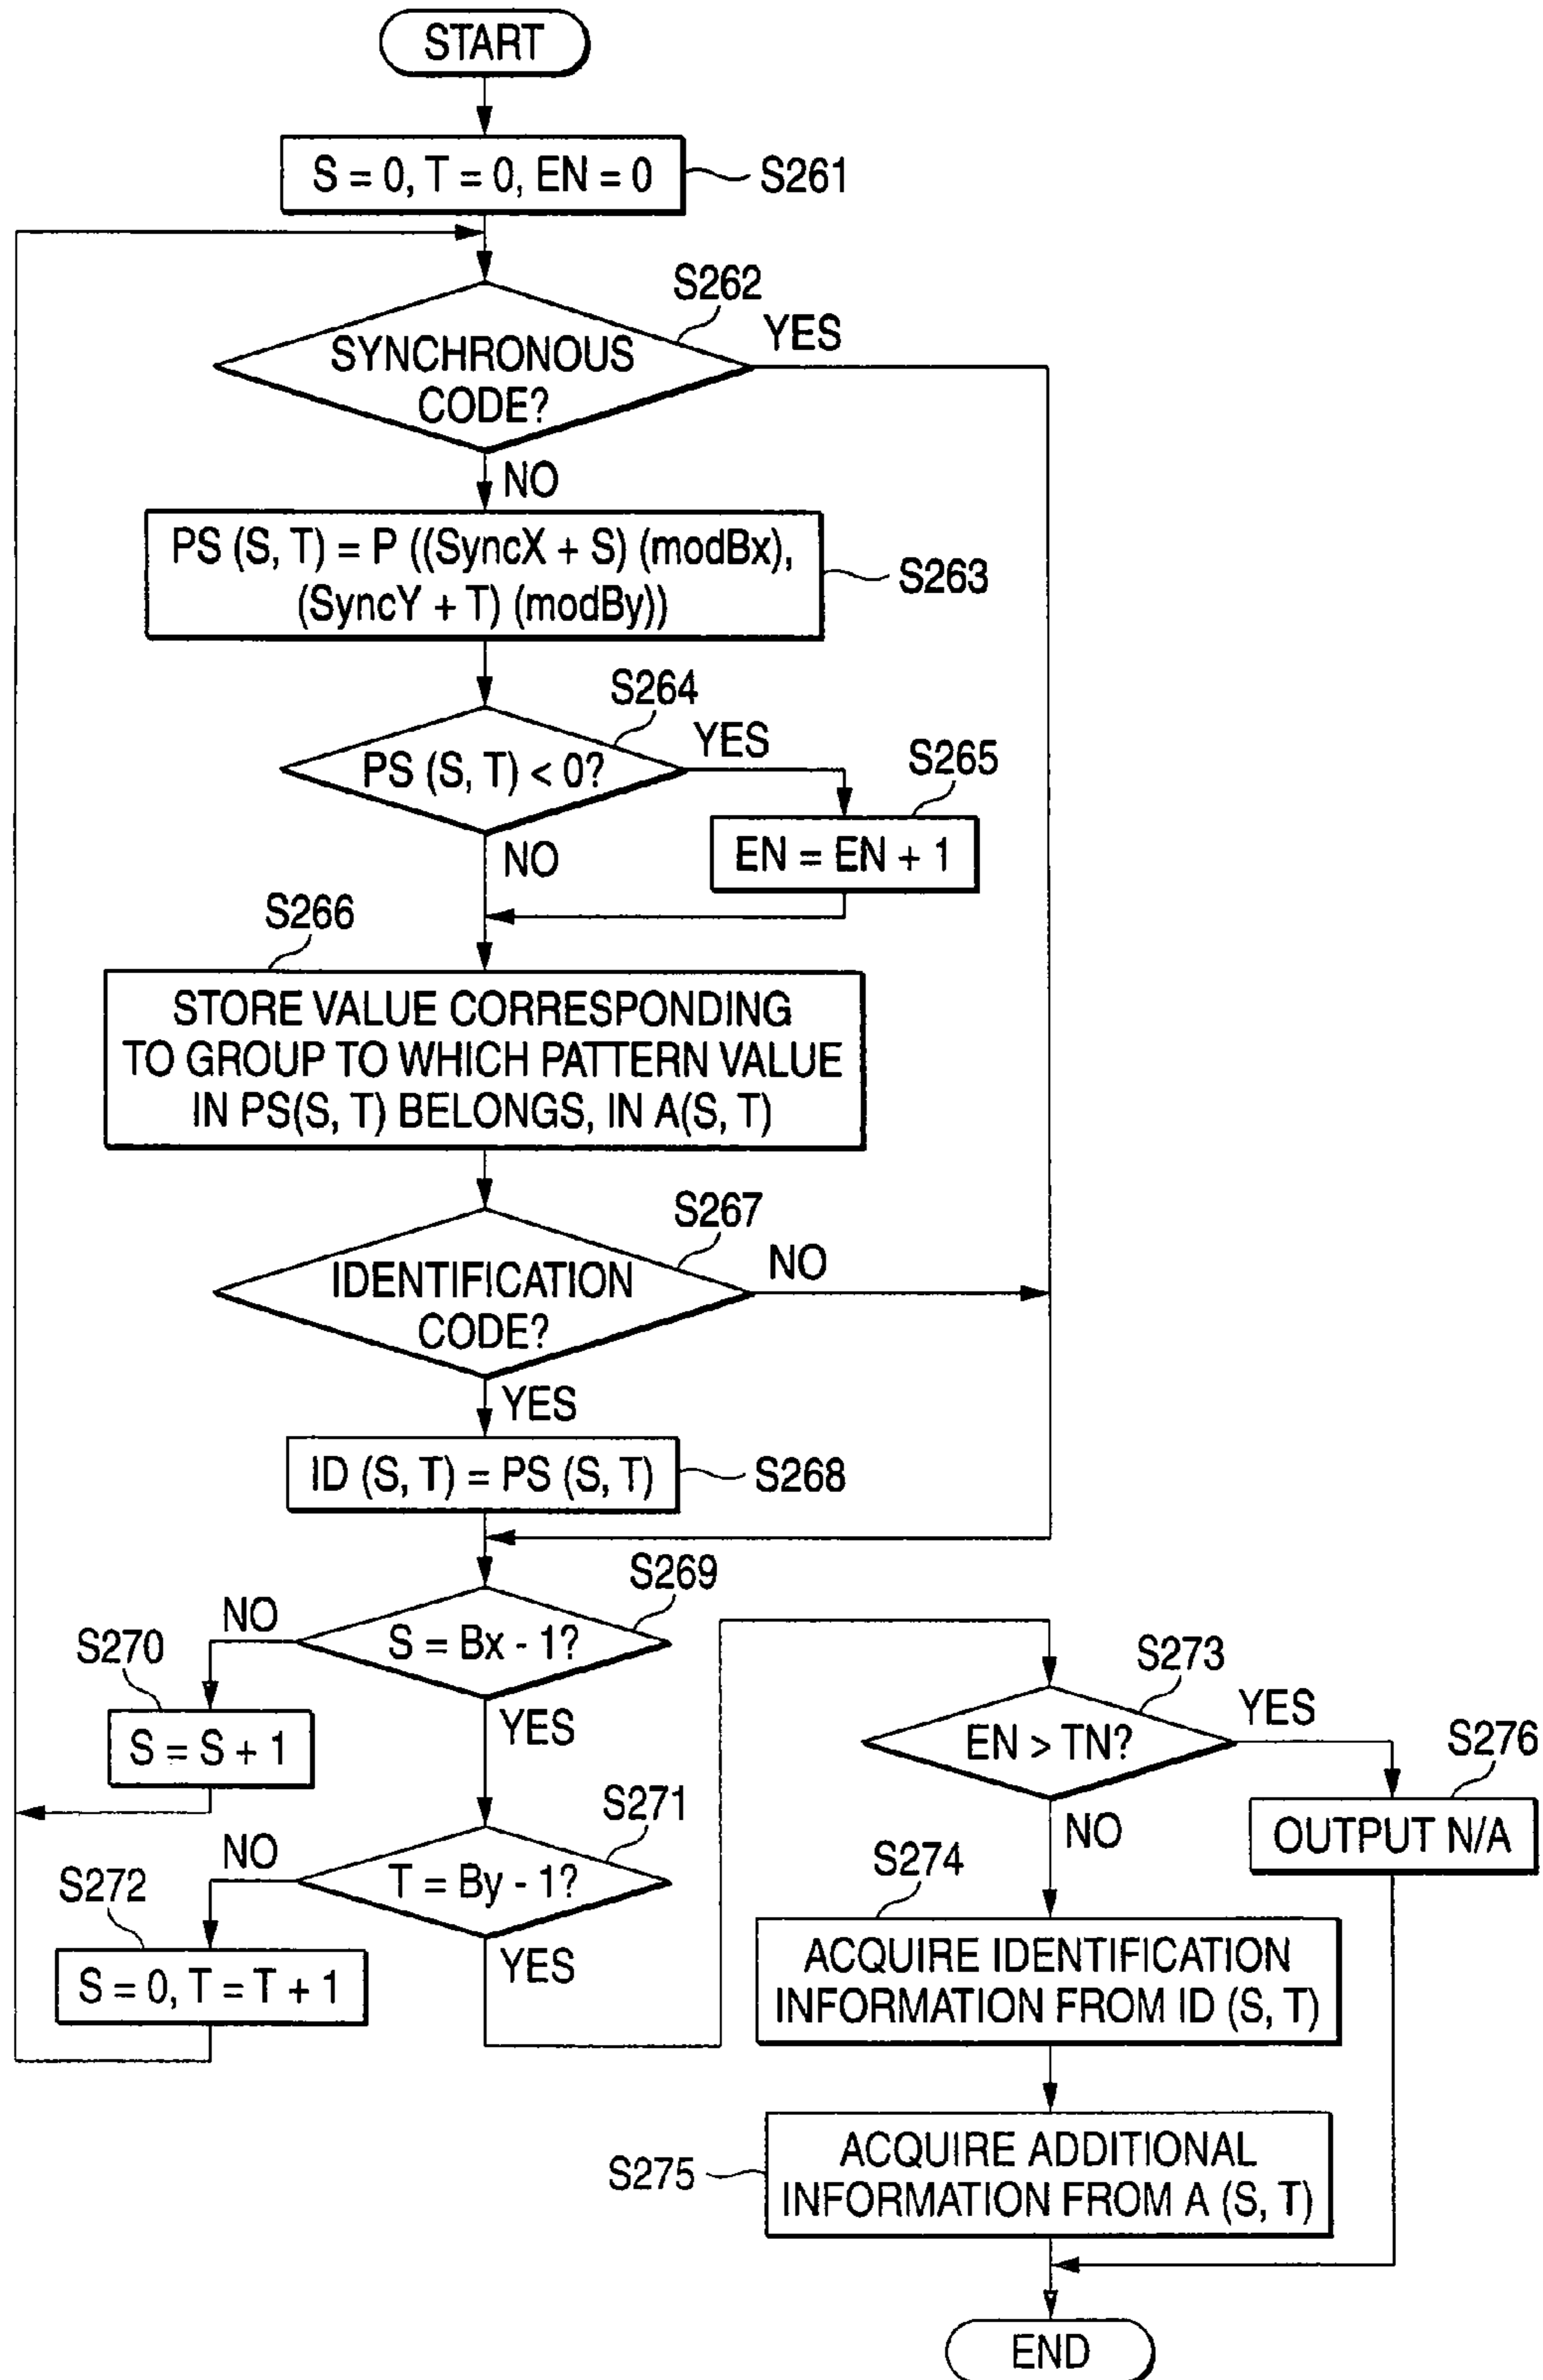 START
S = 0, T = 0, EN = 0
S261
S262
SYNCHRONOUS
CODE?
YES
NO
PS (S, T) = P ((SyncX + S) (modBx),
(SyncY + T) (modBy))
S263
S264
PS (S, T) < 0?
YES
S265
EN = EN + 1
NO
S266
STORE VALUE CORRESPONDING
TO GROUP TO WHICH PATTERN VALUE
IN PS(S, T) BELONGS, IN A(S, T)
S267
IDENTIFICATION
CODE?
NO
YES
ID (S, T) = PS (S, T)
S268
S269
S = Bx - 1?
NO
S270
S = S + 1
YES
S271
T = By - 1?
NO
S272
S = 0, T = T + 1
YES
S273
EN > TN?
YES
S276
OUTPUT N/A
NO
S274
ACQUIRE IDENTIFICATION
INFORMATION FROM ID (S, T)
S275
ACQUIRE ADDITIONAL
INFORMATION FROM A (S, T)
END